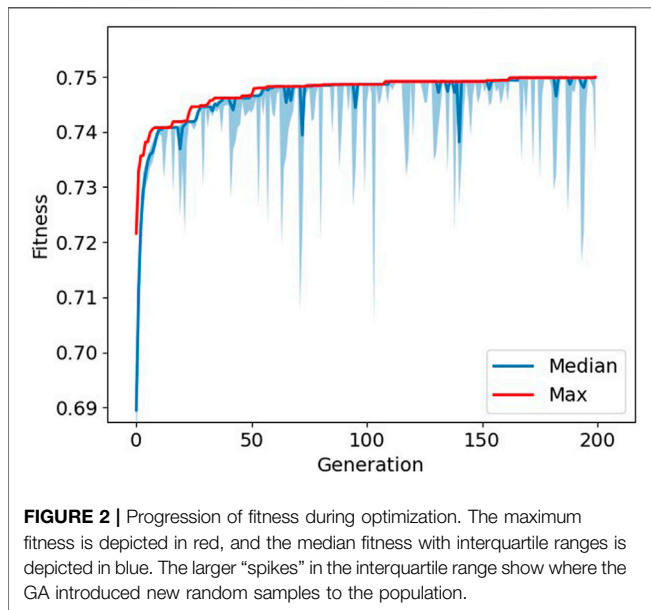 0.75
0.74
0.73
0.72
0.71
0.70
0.69
Fitness
0
50
100
150
200
Generation
Median
Max
FIGURE 2 | Progression of fitness during optimization. The maximum
fitness is depicted in red, and the median fitness with interquartile ranges is
depicted in blue. The larger “spikes” in the interquartile range show where the
GA introduced new random samples to the population.